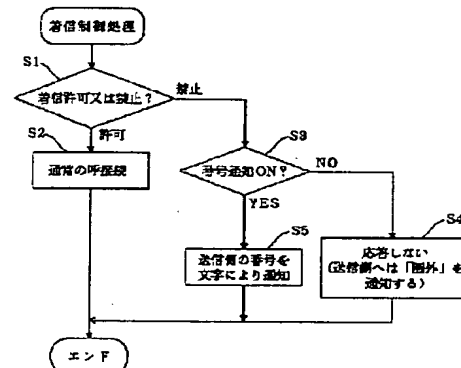 着信制御処理
S1
着信許可又は禁止？
禁止
S2
許可
通常の呼接続
S3
番号通知ON？
NO
YES
S5
送信側の番号を
文字により通知
S4
応答しない
(送信側へは「圏外」を
通知する)
エンド